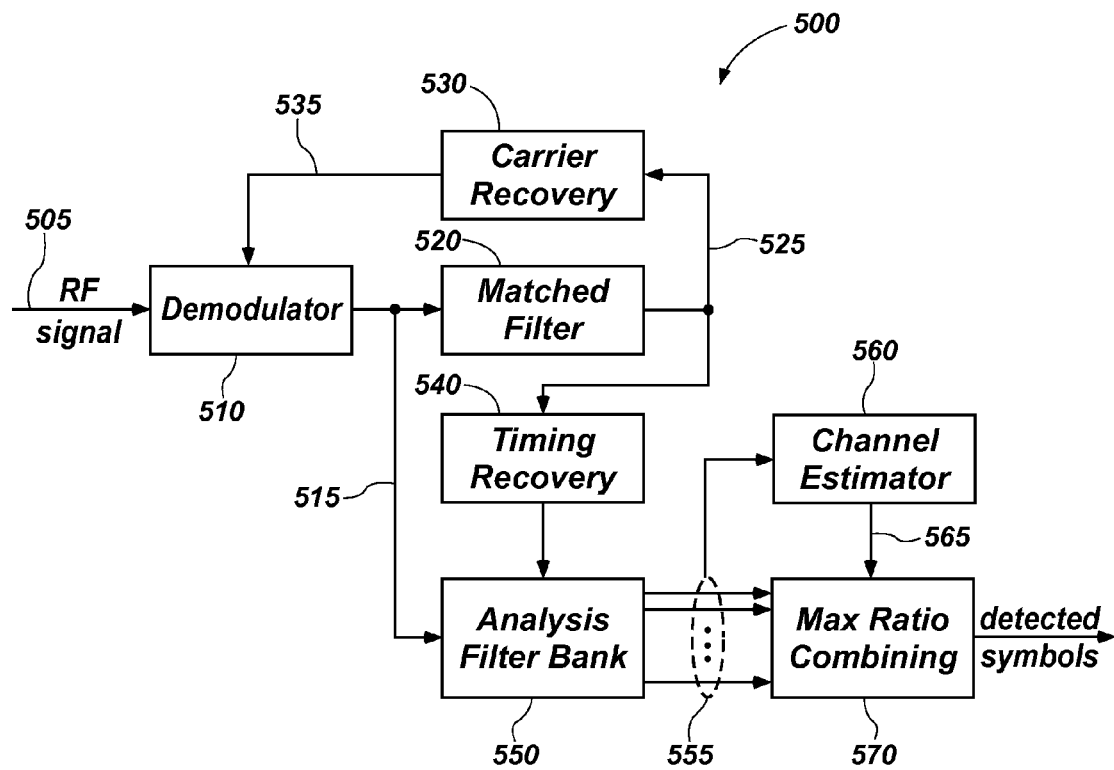 500
530
535
Carrier
Recovery
505
520
525
RF
signal
Demodulator
Matched
Filter
510
540
560
Timing
Recovery
Channel
Estimator
515
565
Analysis
Filter Bank
Max Ratio
Combining
detected
symbols
550
555
570